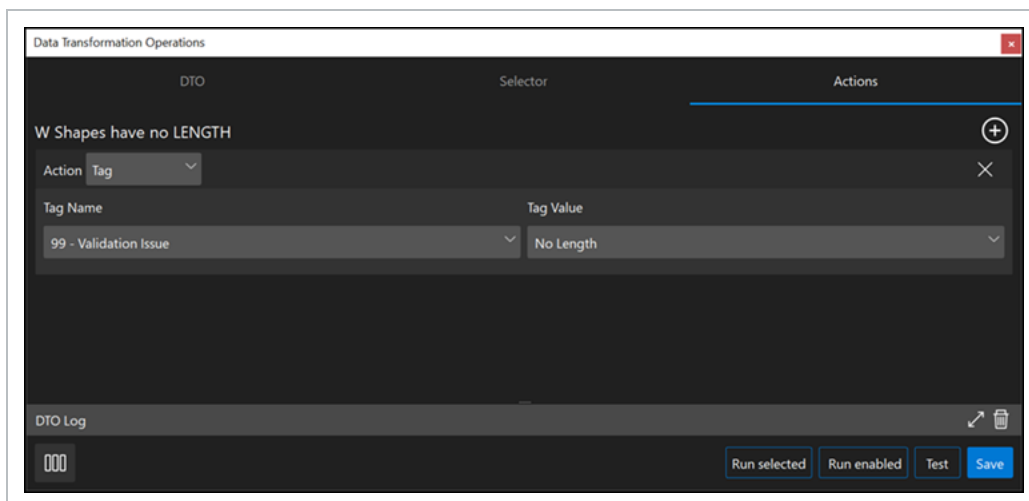 Data Transformation Operations
DTO Selector Actions
W Shapes have no LENGTH
Action Tag
Tag Name Tag Value
99 - Validation Issue No Length
DTO Log
Run selected Run enabled Test Save